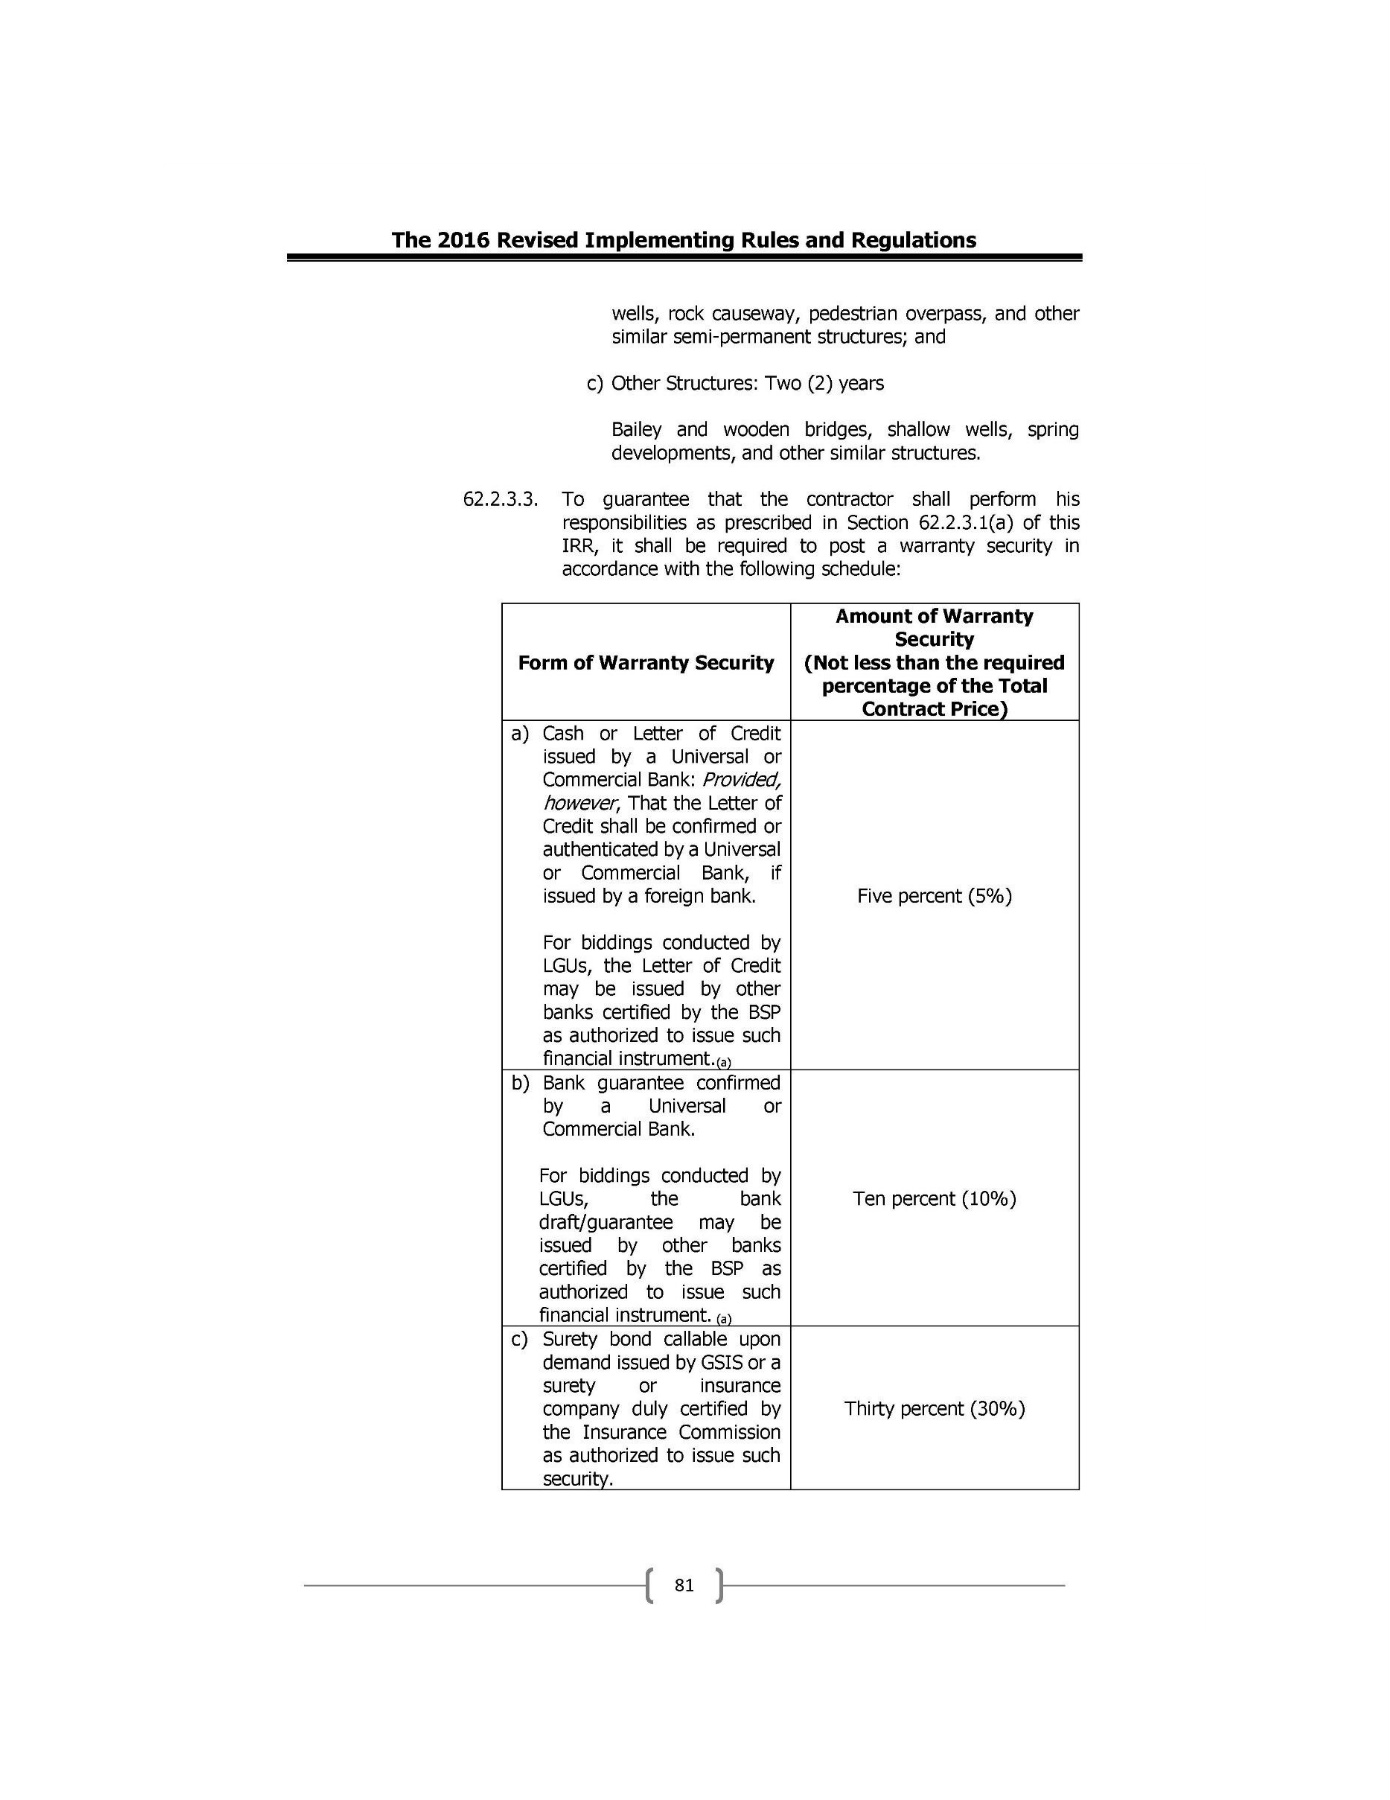 The 2016 Revised Implementing Rules and Regulations
wells, rock causeway, pedestrian overpass, and other
similar semi-permanent structures; and
c) Other Structures: Two (2) years
Bailey and wooden bridges, shallow wells, spring
developments, and other similar structures.
62.2.3.3. To guarantee that the contractor shall perform his
responsibilities as prescribed in Section 62.2.3.1(a) of this
IRR, it shall be required to post a warranty security in
accordance with the following schedule:
Form of Warranty Security
Amount of Warranty
Security
(Not less than the required
percentage of the Total
Contract Price)
a) Cash or Letter of Credit
issued by a Universal or
Commercial Bank: Provided,
however, That the Letter of
Credit shall be confirmed or
authenticated by a Universal
or Commercial Bank, if
issued by a foreign bank.
For biddings conducted by
LGUs, the Letter of Credit
may be issued by other
banks certified by the BSP
as authorized to issue such
financial instrument.(a)
Five percent (5%)
b) Bank guarantee confirmed
by a Universal or
Commercial Bank.
For biddings conducted by
LGUs, the bank
draft/guarantee may be
issued by other banks
certified by the BSP as
authorized to issue such
financial instrument. (a)
Ten percent (10%)
c) Surety bond callable upon
demand issued by GSIS or a
surety or insurance
company duly certified by
the Insurance Commission
as authorized to issue such
security.
Thirty percent (30%)
81